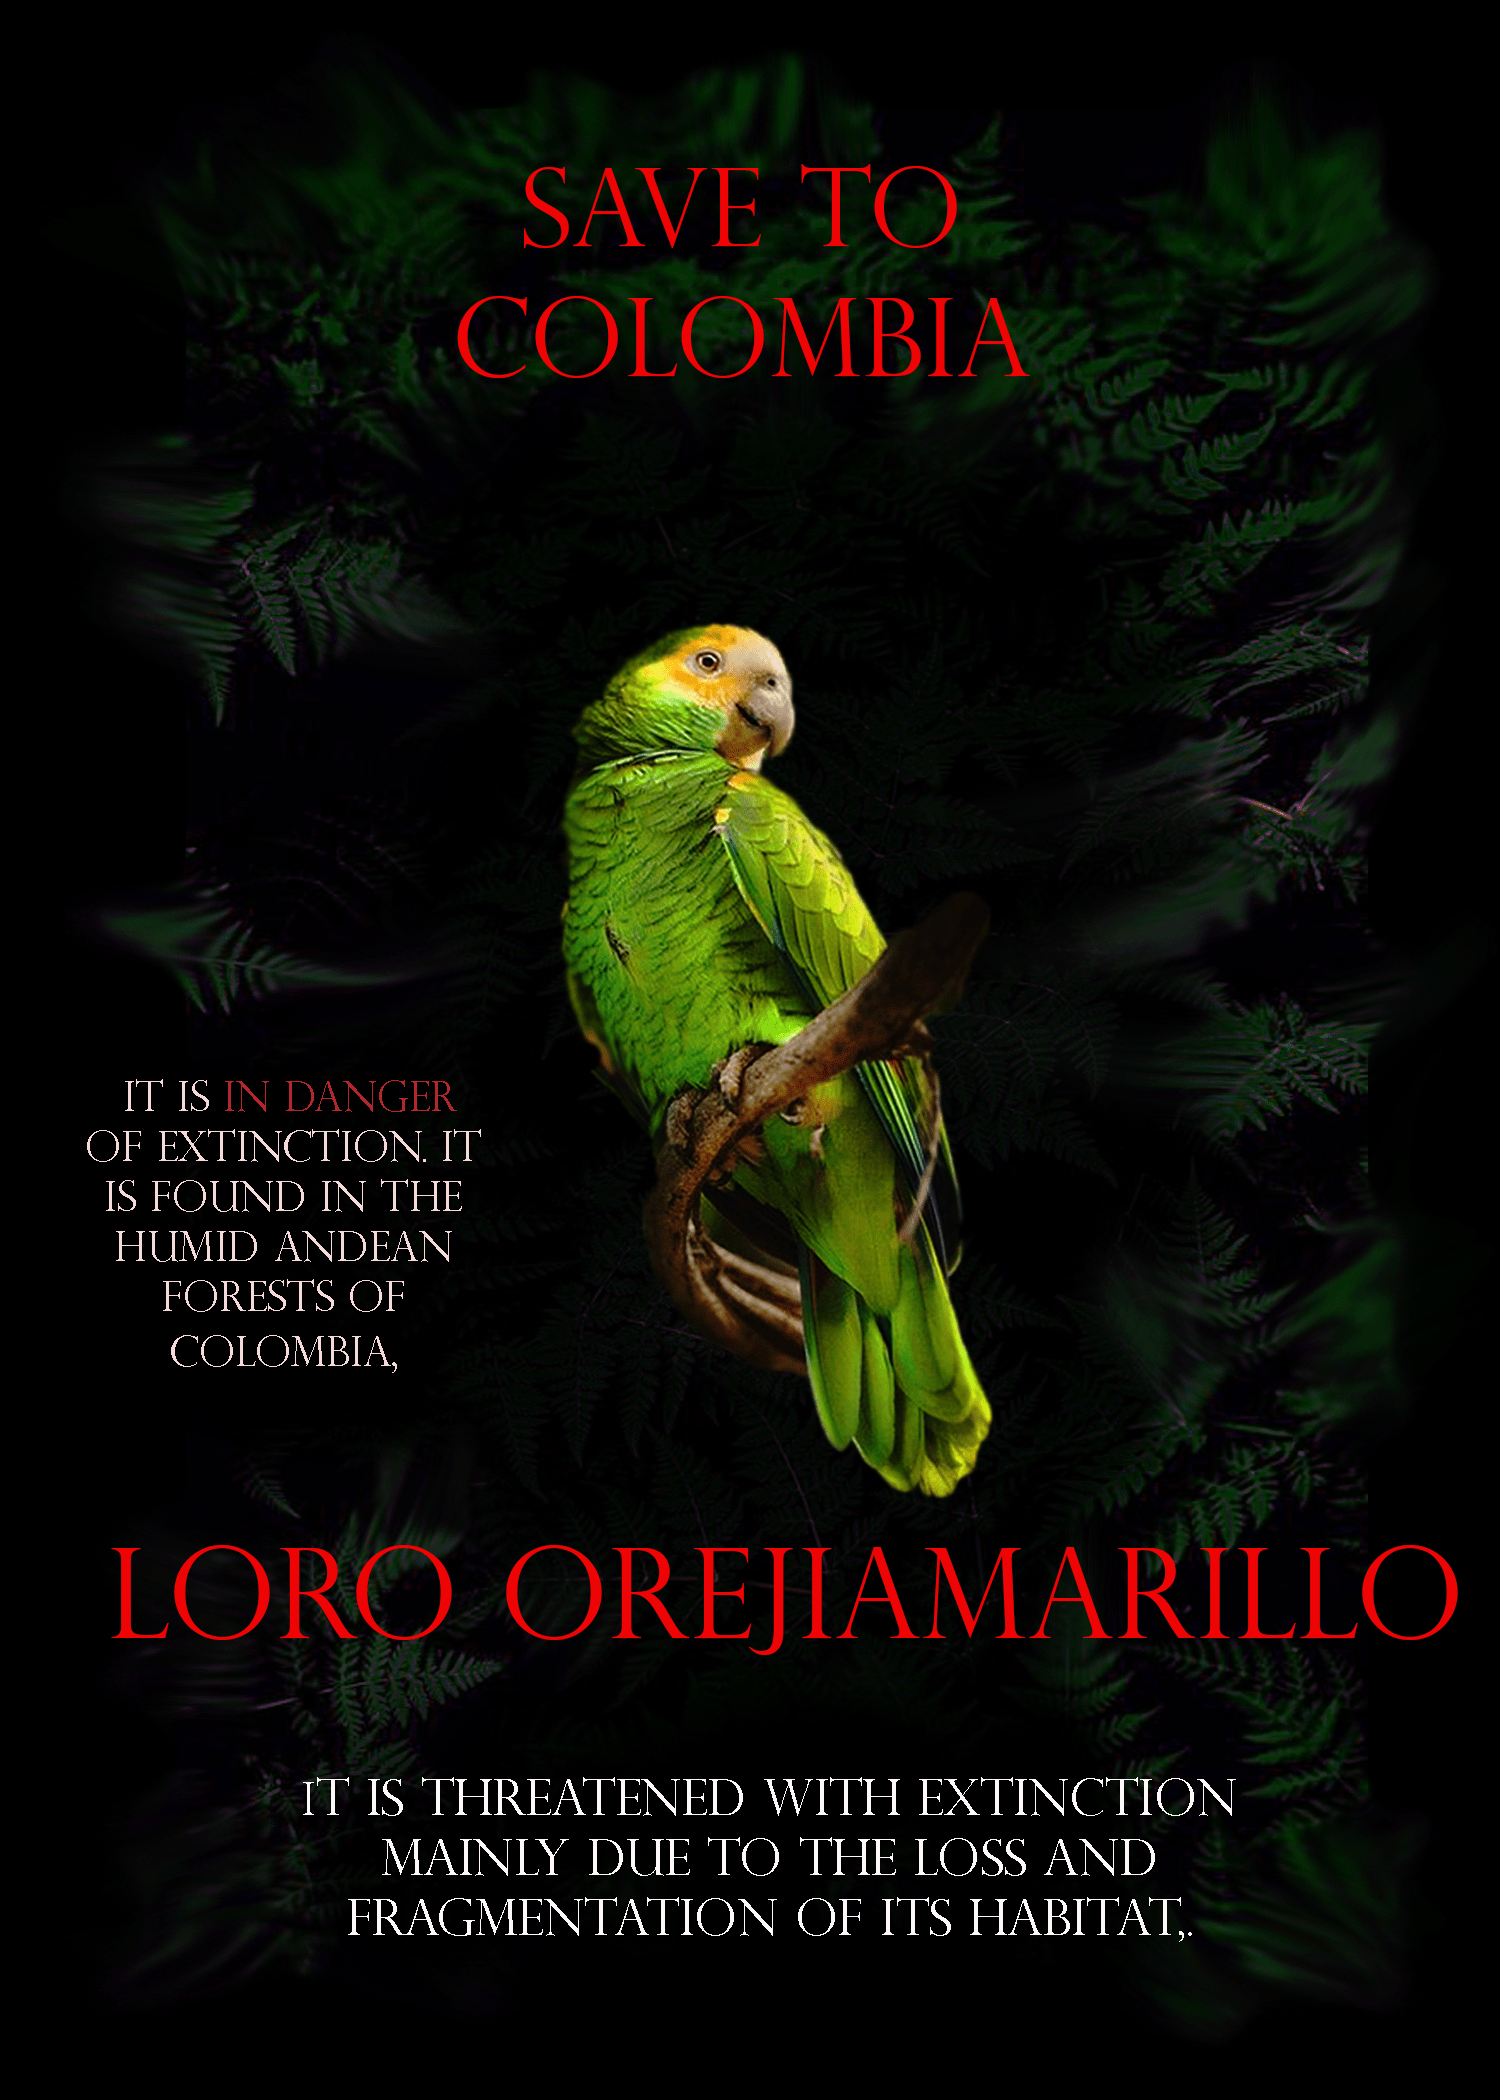 SAVE TO
COLOMBIA
IT IS IN DANGER
OF EXTINCTION. IT
IS FOUND IN THE
HUMID ANDEAN
FORESTS OF
COLOMBIA,
LORO OREJIAMARILLO
IT IS THREATENED WITH EXTINCTION
MAINLY DUE TO THE LOSS AND
FRAGMENTATION OF ITS HABITAT,.